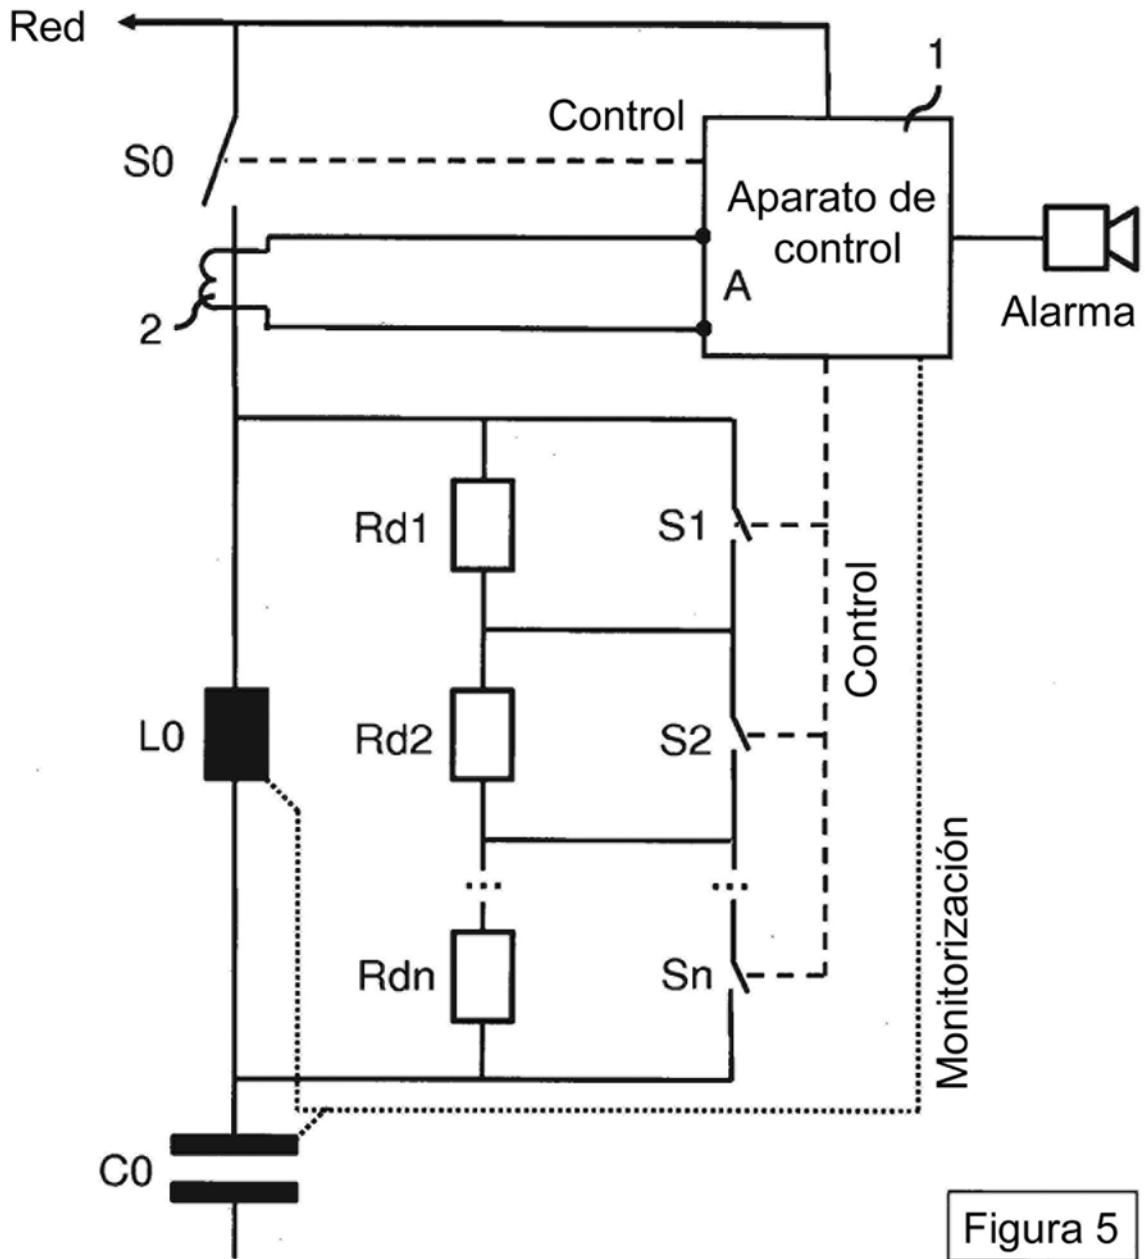 Red
1
Control
S0
Aparato de
control
A
2
Alarma
Rd1
S1
Control
L0
Rd2
S2
Monitorización
...
...
Rdn
Sn
C0
Figura 5